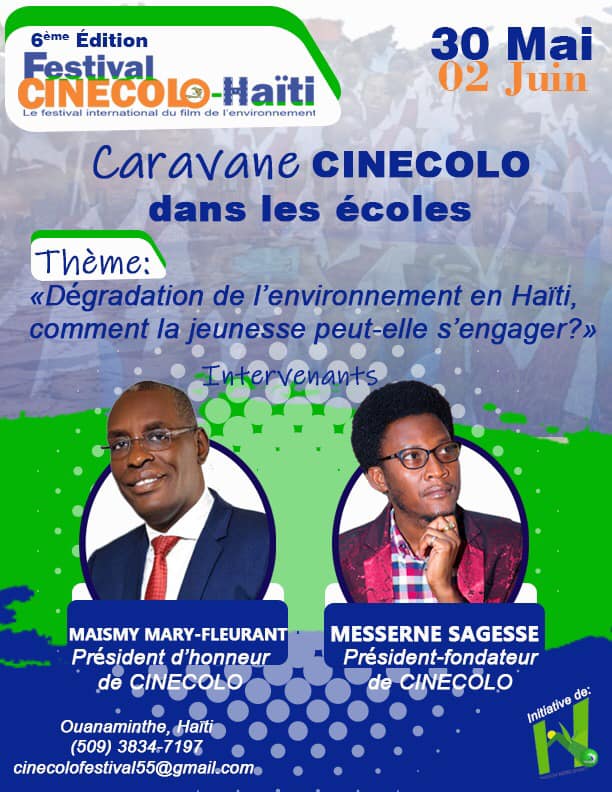 6ème Édition
Festival
CINECOLO-Haïti
Le festival international du film de l'environnement
30 Mai
02 Juin
Caravane CINECOLO
dans les écoles
Thème:
«Dégradation de l'environnement en Haïti,
comment la jeunesse peut-elle s'engager?»
Intervenants
MAISMY MARY-FLEURANT
Président d'honneur
de CINECOLO
MESSERNE SAGESSE
Président-fondateur
de CINECOLO
Ouanaminthe, Haïti
(509) 3834-7197
cinecolofestival55@gmail.com
Initiative de: